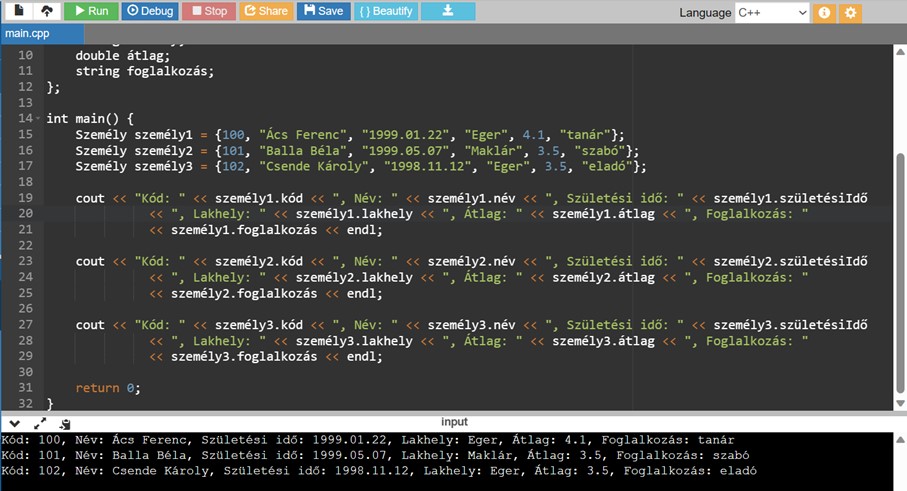 Run Debug Stop Share Save { } Beautify Language C++
main.cpp
10 double átlag;
11 string foglalkozás;
12 };
13
14 int main() {
15 Személy személy1 = {100, "Ács Ferenc", "1999.01.22", "Eger", 4.1, "tanár"};
16 Személy személy2 = {101, "Balla Béla", "1999.05.07", "Maklár", 3.5, "szabó"};
17 Személy személy3 = {102, "Csende Károly", "1998.11.12", "Eger", 3.5, "eladó"};
18
19 cout << "Kód: " << személy1.kód << ", Név: " << személy1.név << ", Születési idő: " << személy1.születésiIdő
20 << ", Lakhely: " << személy1.lakhely << ", Átlag: " << személy1.átlag << ", Foglalkozás: "
21 << személy1.foglalkozás << endl;
22
23 cout << "Kód: " << személy2.kód << ", Név: " << személy2.név << ", Születési idő: " << személy2.születésiIdő
24 << ", Lakhely: " << személy2.lakhely << ", Átlag: " << személy2.átlag << ", Foglalkozás: "
25 << személy2.foglalkozás << endl;
26
27 cout << "Kód: " << személy3.kód << ", Név: " << személy3.név << ", Születési idő: " << személy3.születésiIdő
28 << ", Lakhely: " << személy3.lakhely << ", Átlag: " << személy3.átlag << ", Foglalkozás: "
29 << személy3.foglalkozás << endl;
30
31 return 0;
32 }
input
Kód: 100, Név: Ács Ferenc, Születési idő: 1999.01.22, Lakhely: Eger, Átlag: 4.1, Foglalkozás: tanár
Kód: 101, Név: Balla Béla, Születési idő: 1999.05.07, Lakhely: Maklár, Átlag: 3.5, Foglalkozás: szabó
Kód: 102, Név: Csende Károly, Születési idő: 1998.11.12, Lakhely: Eger, Átlag: 3.5, Foglalkozás: eladó